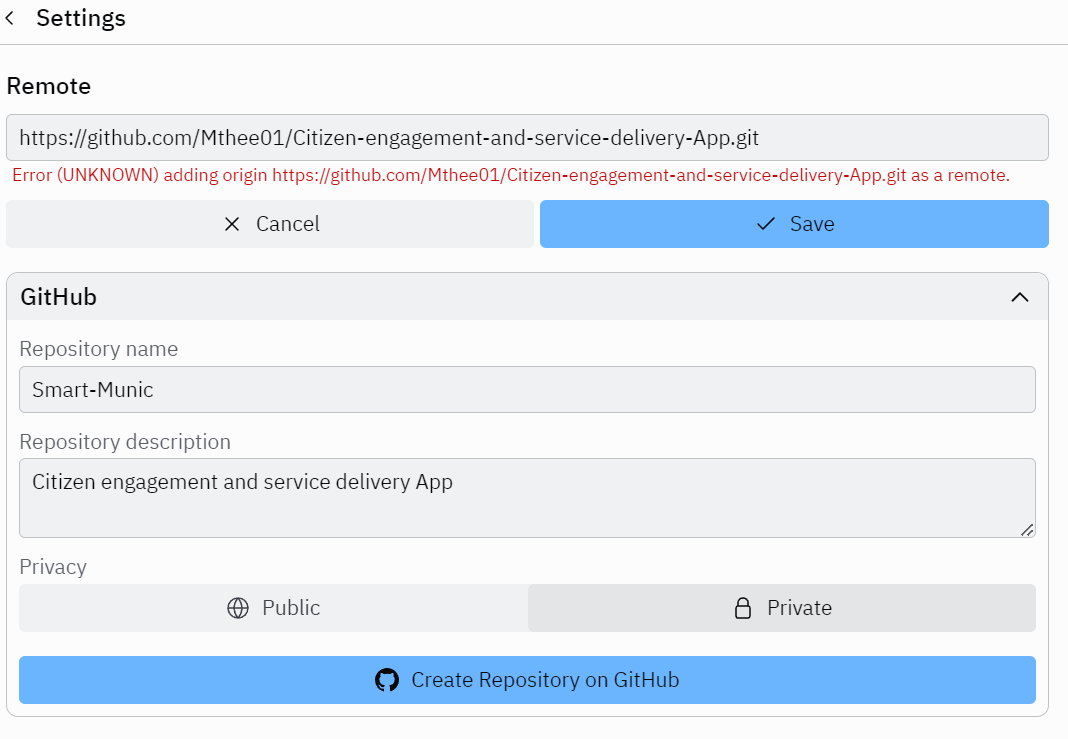 Settings
Remote
https://github.com/Mthee01/Citizen-engagement-and-service-delivery-App.git
Error (UNKNOWN) adding origin https://github.com/Mthee01/Citizen-engagement-and-service-delivery-App.git as a remote.
Cancel
Save
GitHub
Repository name
Smart-Munic
Repository description
Citizen engagement and service delivery App
Privacy
Public
Private
Create Repository on GitHub